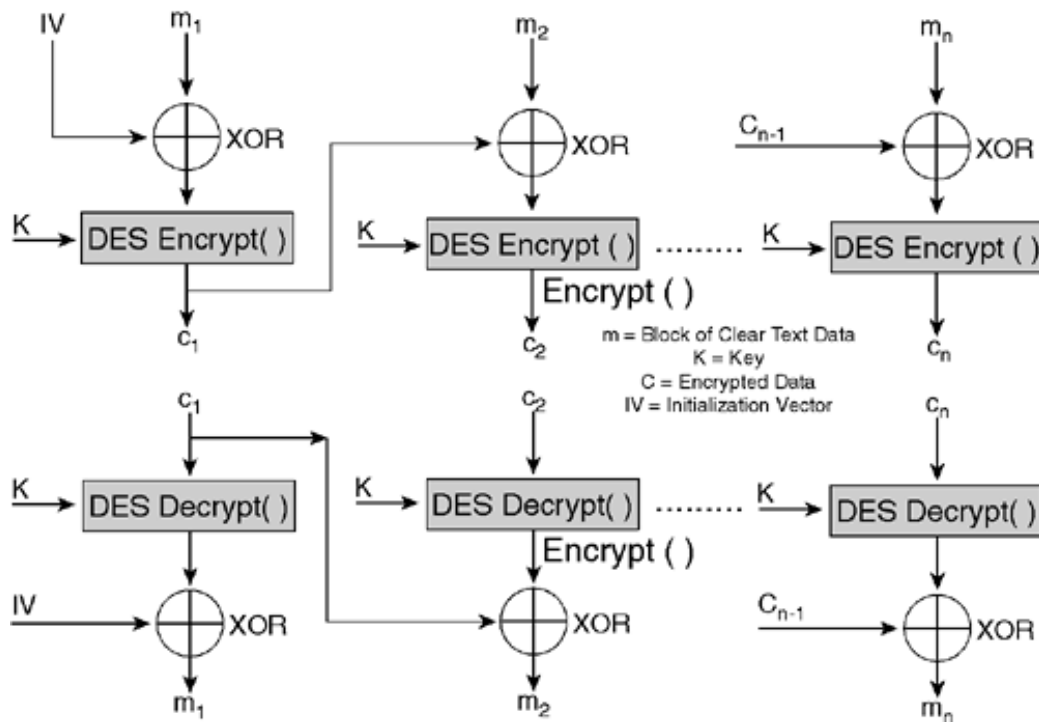 IV
m₁
m₂
mₙ
XOR
XOR
Cₙ₋₁
XOR
K
DES Encrypt( )
K
DES Encrypt ( )
..........
K
DES Encrypt ( )
Encrypt ( )
c₁
c₂
cₙ
m = Block of Clear Text Data
K = Key
C = Encrypted Data
IV = Initialization Vector
c₁
c₂
cₙ
K
DES Decrypt( )
K
DES Decrypt( )
..........
K
DES Decrypt( )
Encrypt ( )
IV
XOR
XOR
Cₙ₋₁
XOR
m₁
m₂
mₙ